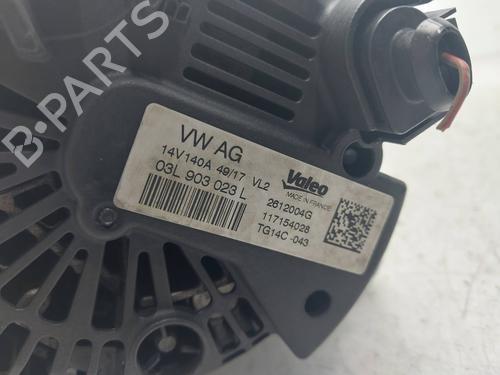 B-PARTS
VW AG
14V140A 49/17 VL2
03L 903 023 L
Valeo
MADE IN FRANCE
2612004G
117154028
TG14C-043